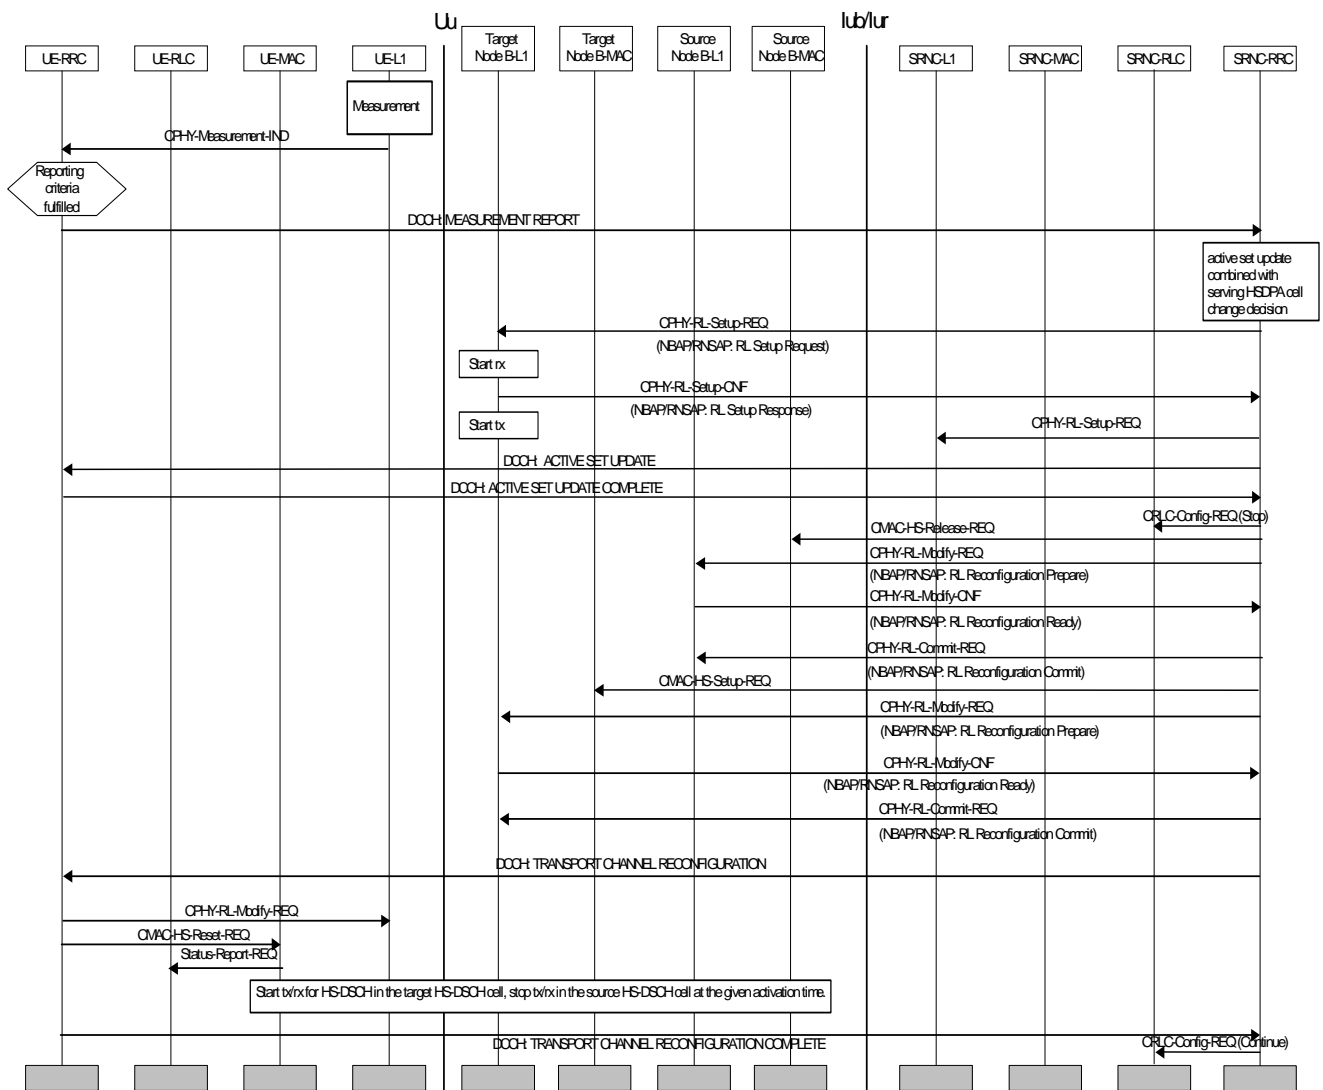 Uu
Iub/Iur
UE-RRC
UE-RLC
UE-MAC
UE-L1
Target
Node B-L1
Target
Node B-MAC
Source
Node B-L1
Source
Node B-MAC
SRNC-L1
SRNC-MAC
SRNC-RLC
SRNC-RRC
Measurement
CPHY-Measurement-IND
Reporting
criteria
fulfilled
DCCH: MEASUREMENT REPORT
active set update
combined with
serving HSDPA cell
change decision
CPHY-RL-Setup-REQ
(NBAP/RNSAP: RL Setup Request)
Start rx
CPHY-RL-Setup-CNF
(NBAP/RNSAP: RL Setup Response)
Start tx
CPHY-RL-Setup-REQ
DCCH: ACTIVE SET UPDATE
DCCH: ACTIVE SET UPDATE COMPLETE
CRLC-Config-REQ (Stop)
CMAC-HS-Release-REQ
CPHY-RL-Modify-REQ
(NBAP/RNSAP: RL Reconfiguration Prepare)
CPHY-RL-Modify-CNF
(NBAP/RNSAP: RL Reconfiguration Ready)
CPHY-RL-Commit-REQ
(NBAP/RNSAP: RL Reconfiguration Commit)
CMAC-HS-Setup-REQ
CPHY-RL-Modify-REQ
(NBAP/RNSAP: RL Reconfiguration Prepare)
CPHY-RL-Modify-CNF
(NBAP/RNSAP: RL Reconfiguration Ready)
CPHY-RL-Commit-REQ
(NBAP/RNSAP: RL Reconfiguration Commit)
DCCH: TRANSPORT CHANNEL RECONFIGURATION
CPHY-RL-Modify-REQ
CMAC-HS-Reset-REQ
Status-Report-REQ
Start tx/rx for HS-DSCH in the target HS-DSCH cell, stop tx/rx in the source HS-DSCH cell at the given activation time.
DCCH: TRANSPORT CHANNEL RECONFIGURATION COMPLETE
CRLC-Config-REQ (Continue)